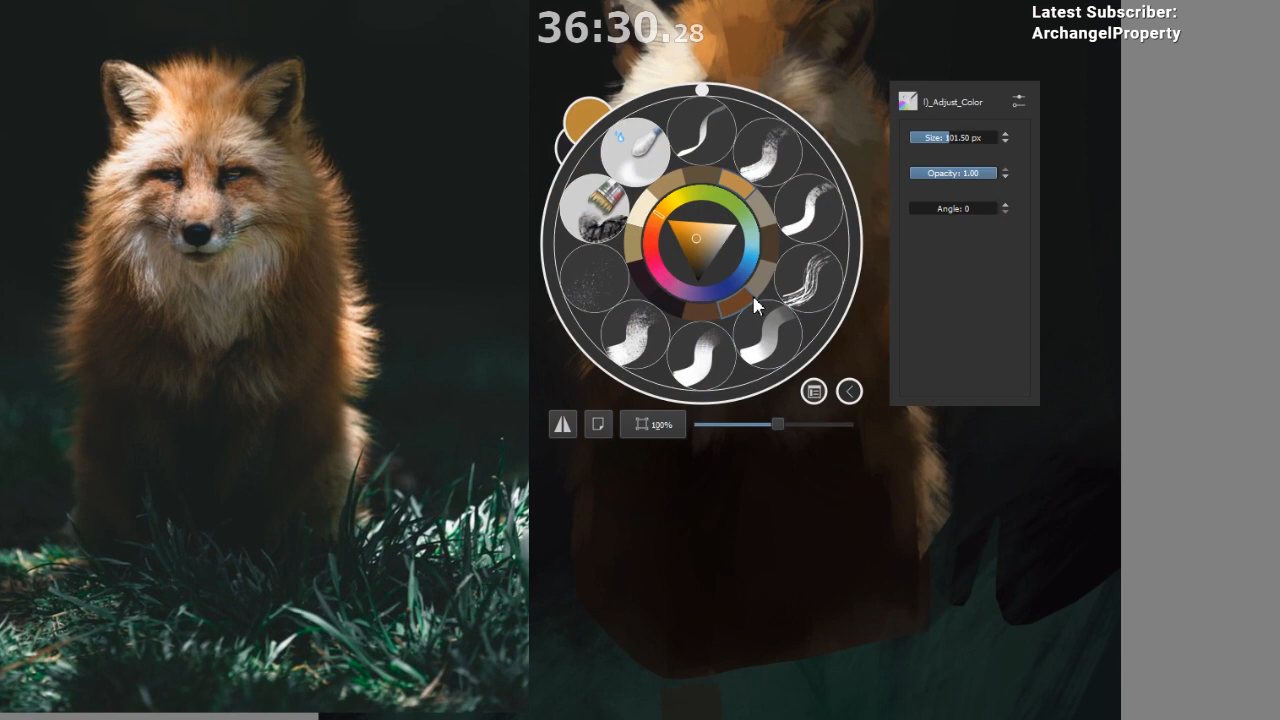 36:30.28
Latest Subscriber:
ArchangelProperty
!)_Adjust_Color
Size: 101.50 px
Opacity: 1.00
Angle: 0
100%